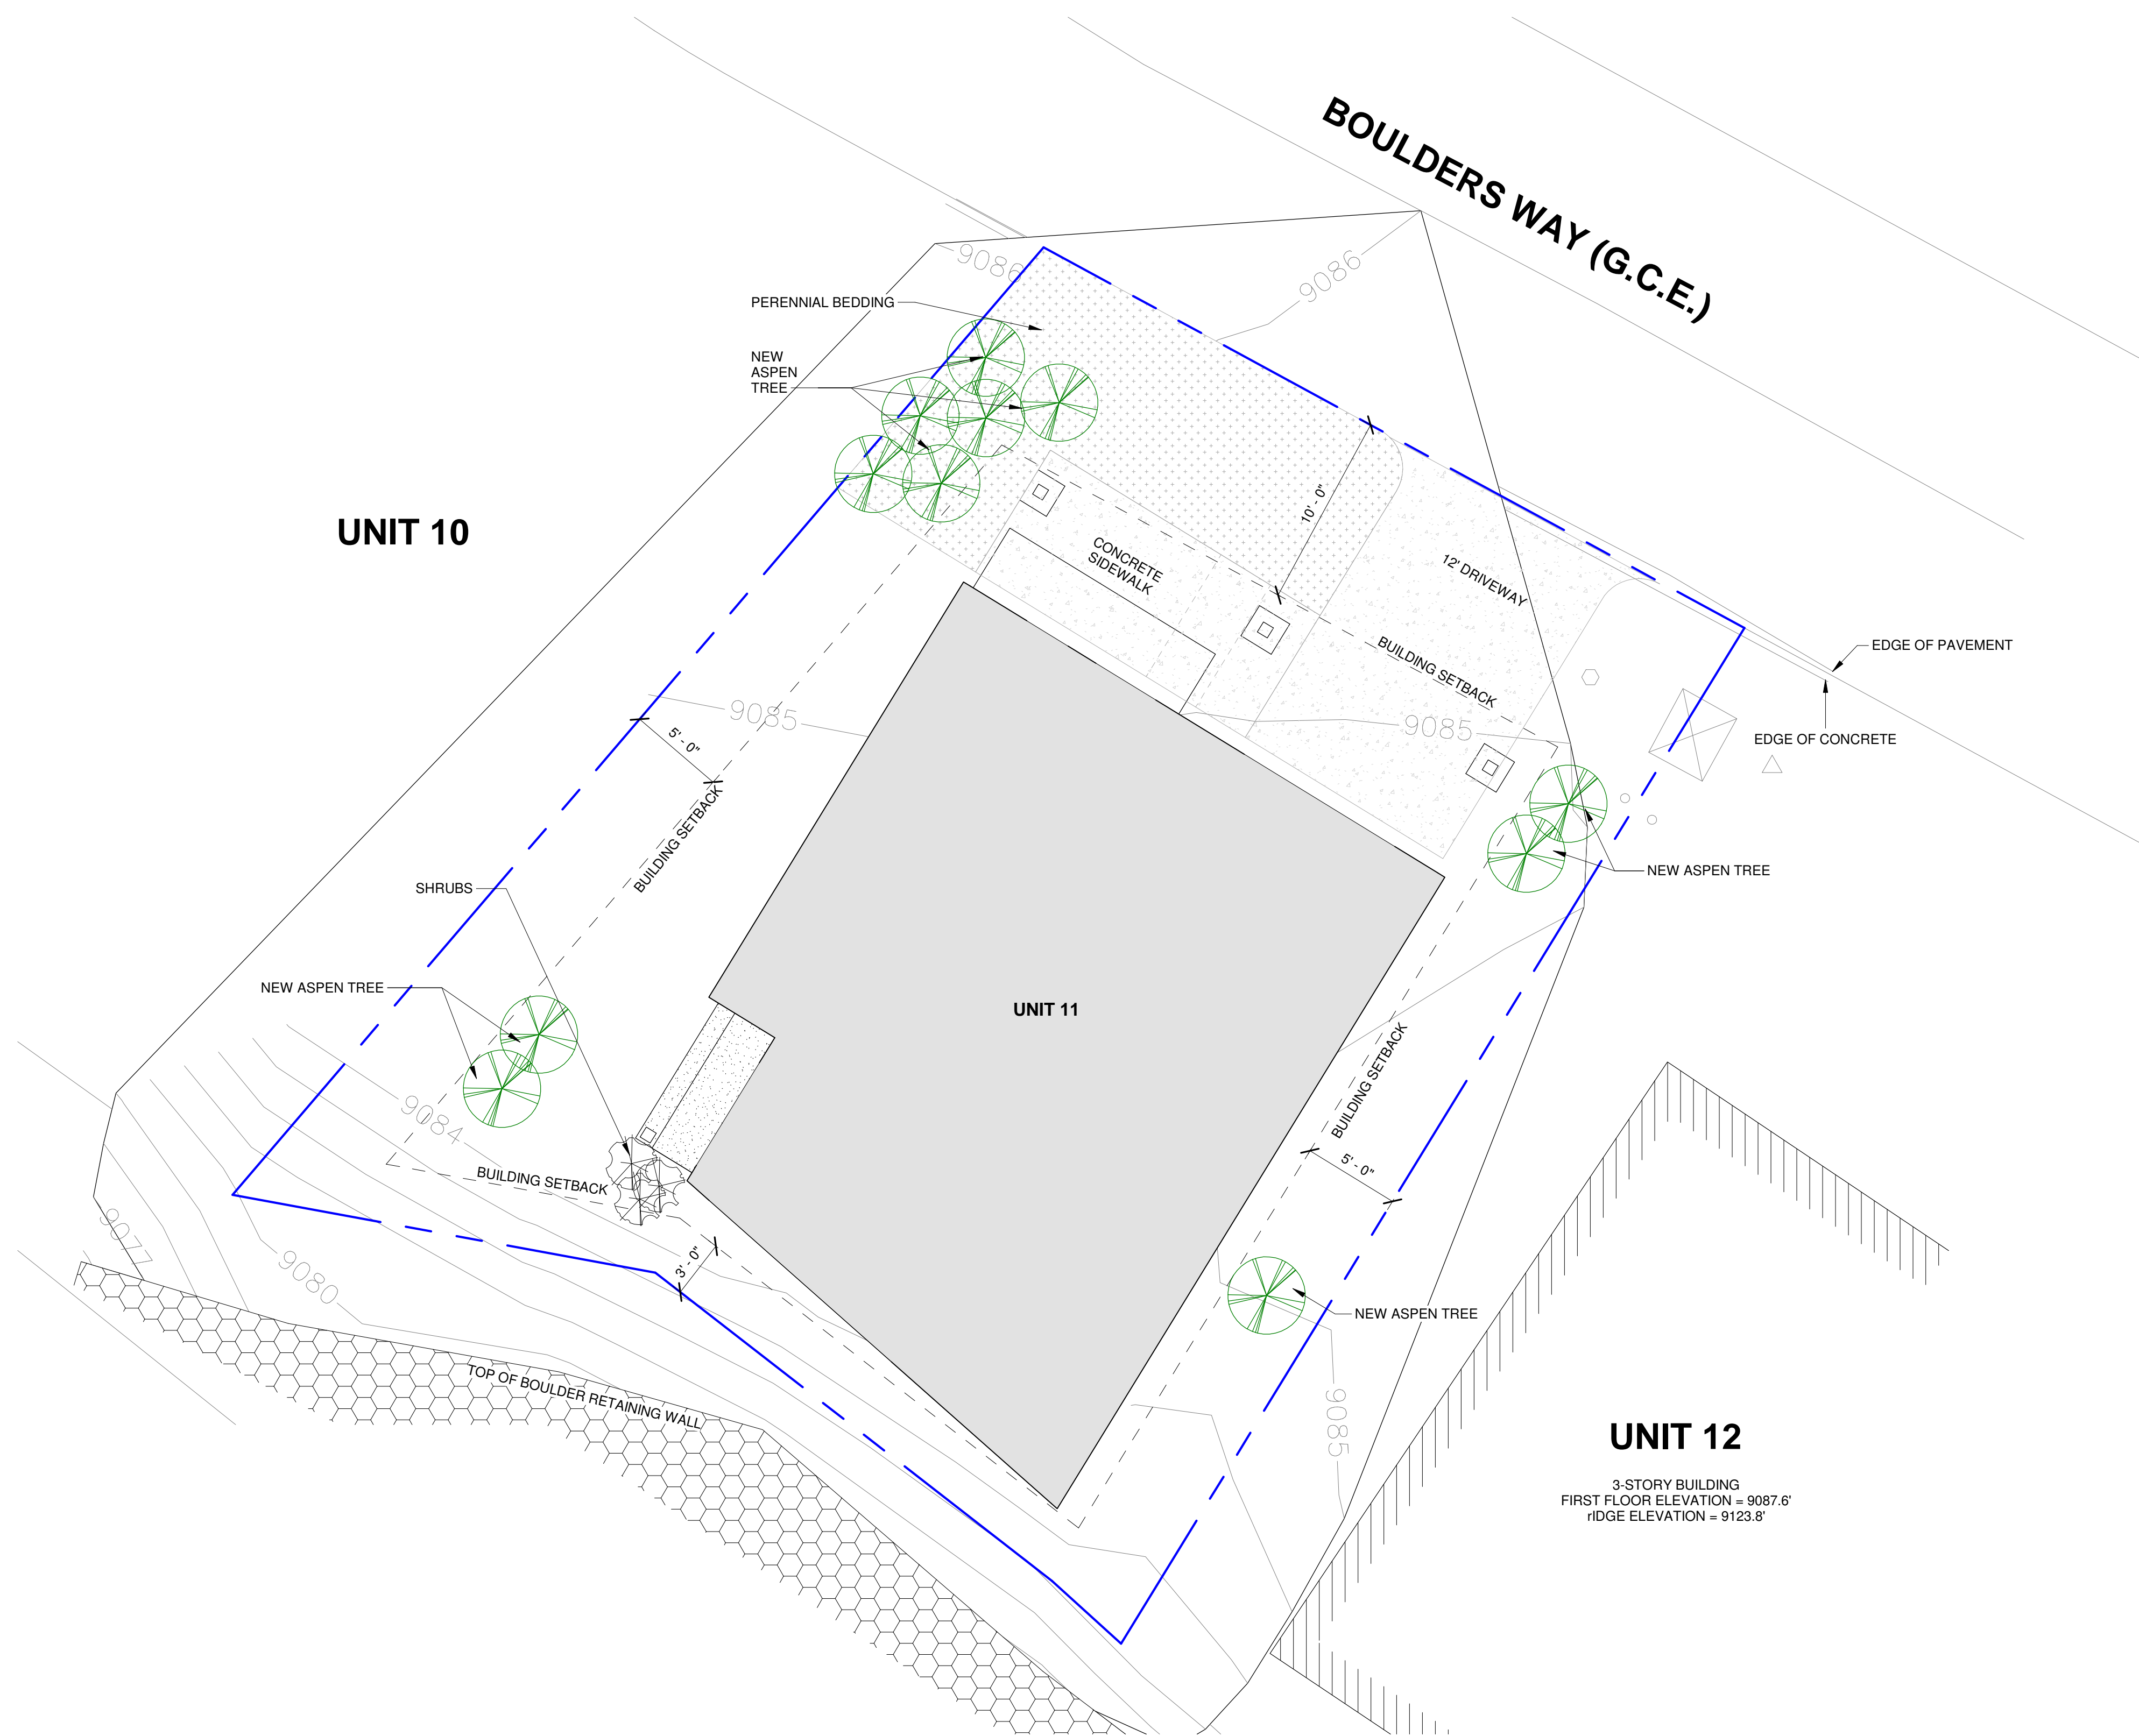 BOULDERS WAY (G.C.E.)
9086
9086
PERENNIAL BEDDING
NEW
ASPEN
TREE
UNIT 10
10' - 0"
CONCRETE
SIDEWALK
12' DRIVEWAY
BUILDING SETBACK
EDGE OF PAVEMENT
EDGE OF CONCRETE
9085
9085
5' - 0"
BUILDING SETBACK
NEW ASPEN TREE
SHRUBS
NEW ASPEN TREE
UNIT 11
BUILDING SETBACK
9084
BUILDING SETBACK
5' - 0"
3' - 0"
9080
NEW ASPEN TREE
TOP OF BOULDER RETAINING WALL
9085
UNIT 12
3-STORY BUILDING
FIRST FLOOR ELEVATION = 9087.6'
rIDGE ELEVATION = 9123.8'